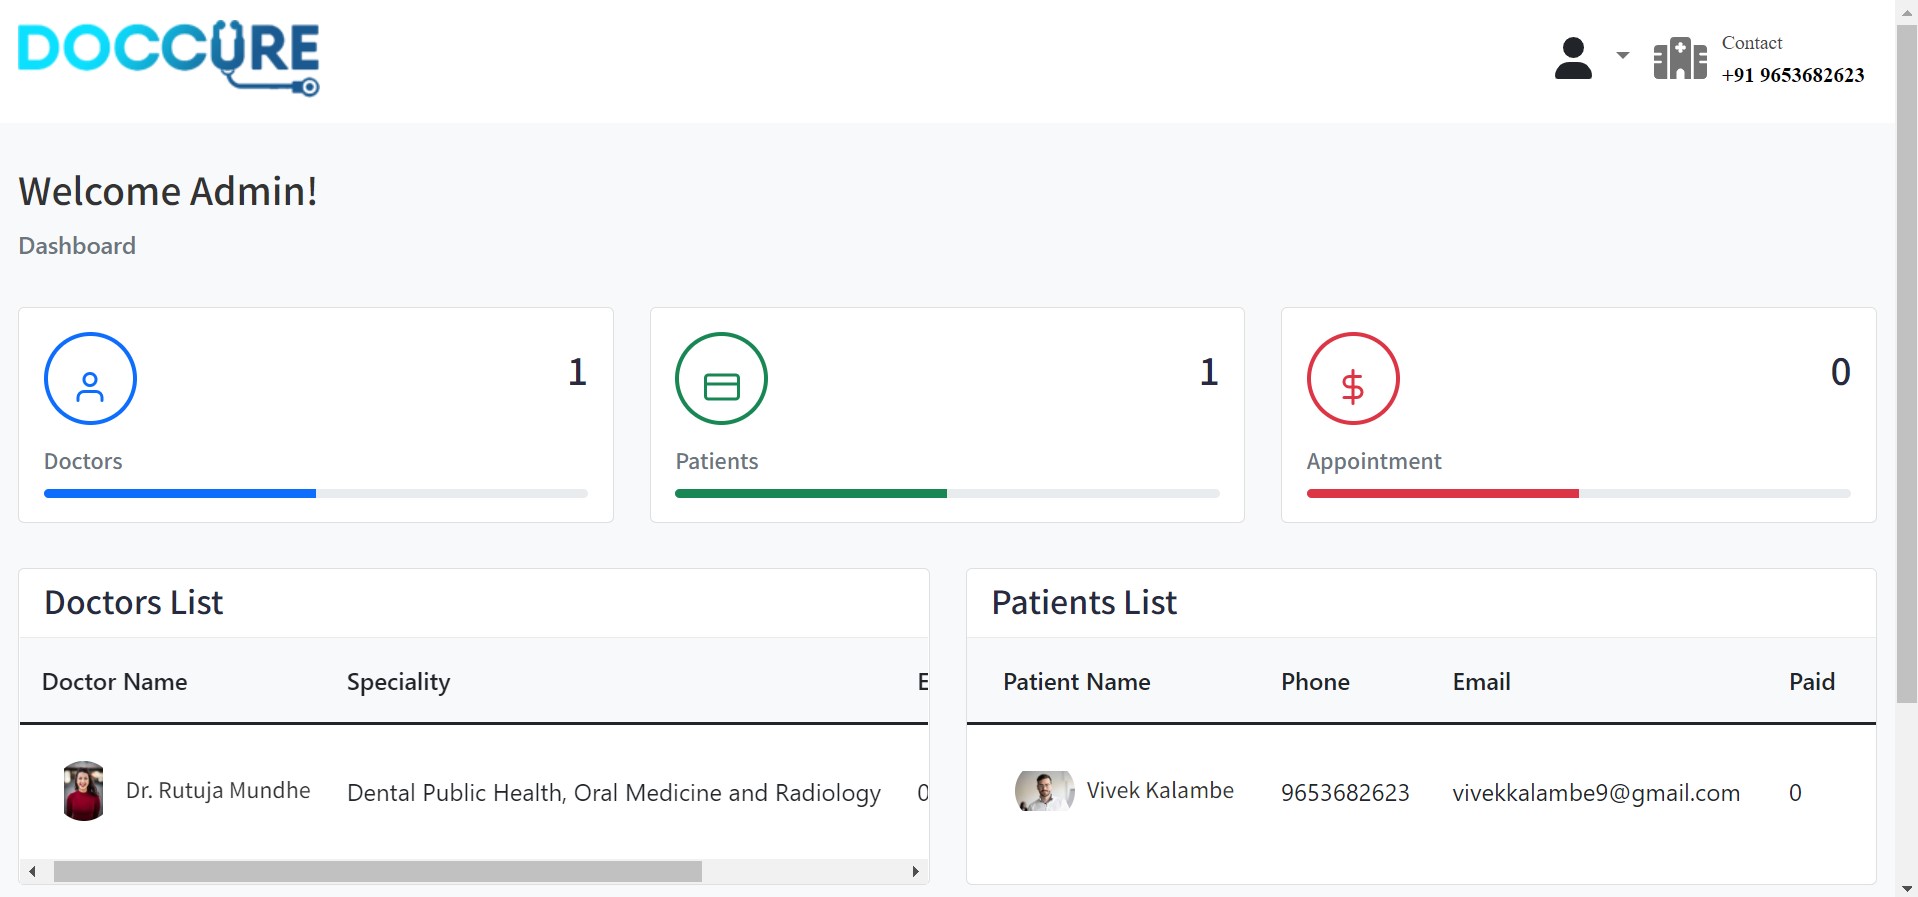 DOCCURE
Contact
+91 9653682623
Welcome Admin!
Dashboard
1
Doctors
1
Patients
0
Appointment
Doctors List
Doctor Name Speciality E
Dr. Rutuja Mundhe Dental Public Health, Oral Medicine and Radiology 0
Patients List
Patient Name Phone Email Paid
Vivek Kalambe 9653682623 vivekkalambe9@gmail.com 0